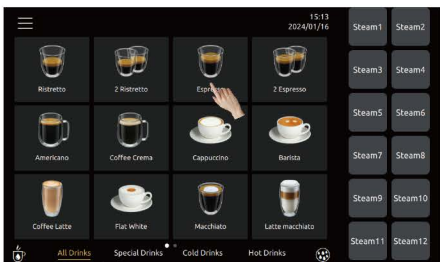 15:13
2024/01/16
Ristretto
2 Ristretto
Espresso
2 Espresso
Americano
Coffee Crema
Cappuccino
Barista
Coffee Latte
Flat White
Macchiato
Latte macchiato
All Drinks
Special Drinks
Cold Drinks
Hot Drinks
Steam1
Steam2
Steam3
Steam4
Steam5
Steam6
Steam7
Steam8
Steam9
Steam10
Steam11
Steam12